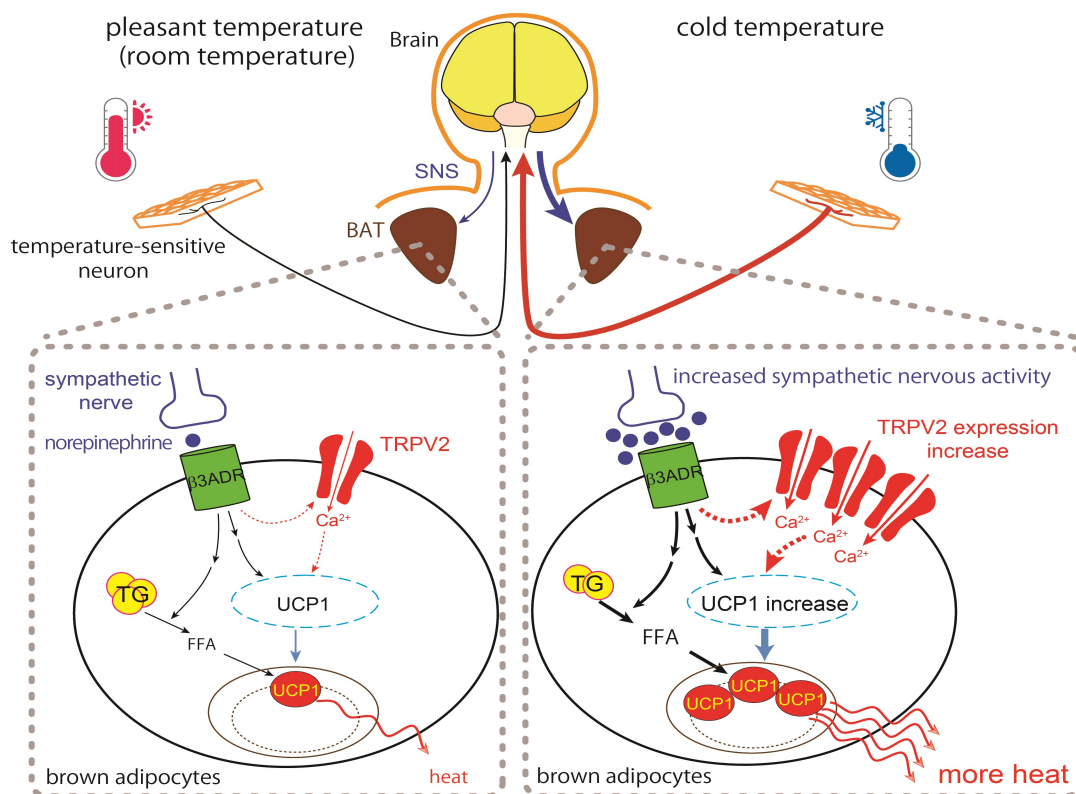 pleasant temperature
(room temperature)
Brain
cold temperature
SNS
BAT
temperature-sensitive
neuron
sympathetic
nerve
norepinephrine
TRPV2
β3ADR
Ca²⁺
TG
UCP1
FFA
UCP1
brown adipocytes
heat
increased sympathetic nervous activity
TRPV2 expression
increase
β3ADR
Ca²⁺
Ca²⁺
Ca²⁺
TG
UCP1 increase
FFA
UCP1
UCP1
UCP1
brown adipocytes
more heat